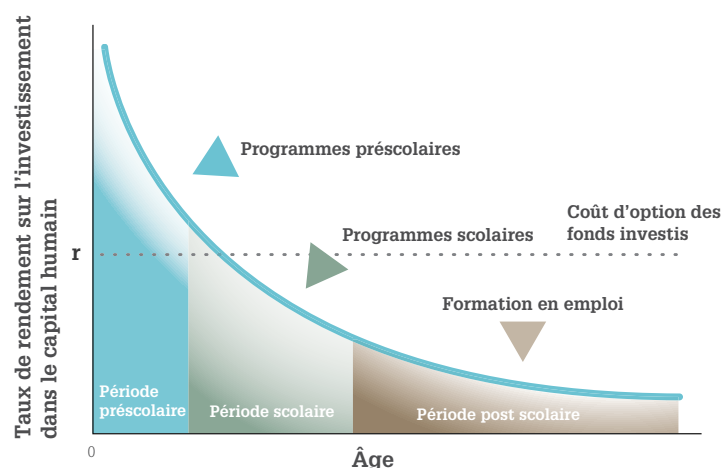 Taux de rendement sur l'investissement
dans le capital humain
Programmes préscolaires
Coût d'option des
fonds investis
Programmes scolaires
r
Formation en emploi
Période
préscolaire
Période scolaire
Période post scolaire
0
Âge